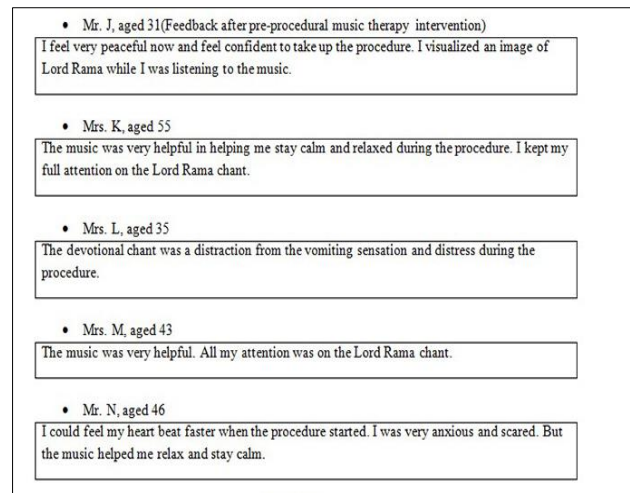 • Mr. J, aged 31(Feedback after pre-procedural music therapy intervention)
I feel very peaceful now and feel confident to take up the procedure. I visualized an image of
Lord Rama while I was listening to the music.
• Mrs. K, aged 55
The music was very helpful in helping me stay calm and relaxed during the procedure. I kept my
full attention on the Lord Rama chant.
• Mrs. L, aged 35
The devotional chant was a distraction from the vomiting sensation and distress during the
procedure.
• Mrs. M, aged 43
The music was very helpful. All my attention was on the Lord Rama chant.
• Mr. N, aged 46
I could feel my heart beat faster when the procedure started. I was very anxious and scared. But
the music helped me relax and stay calm.